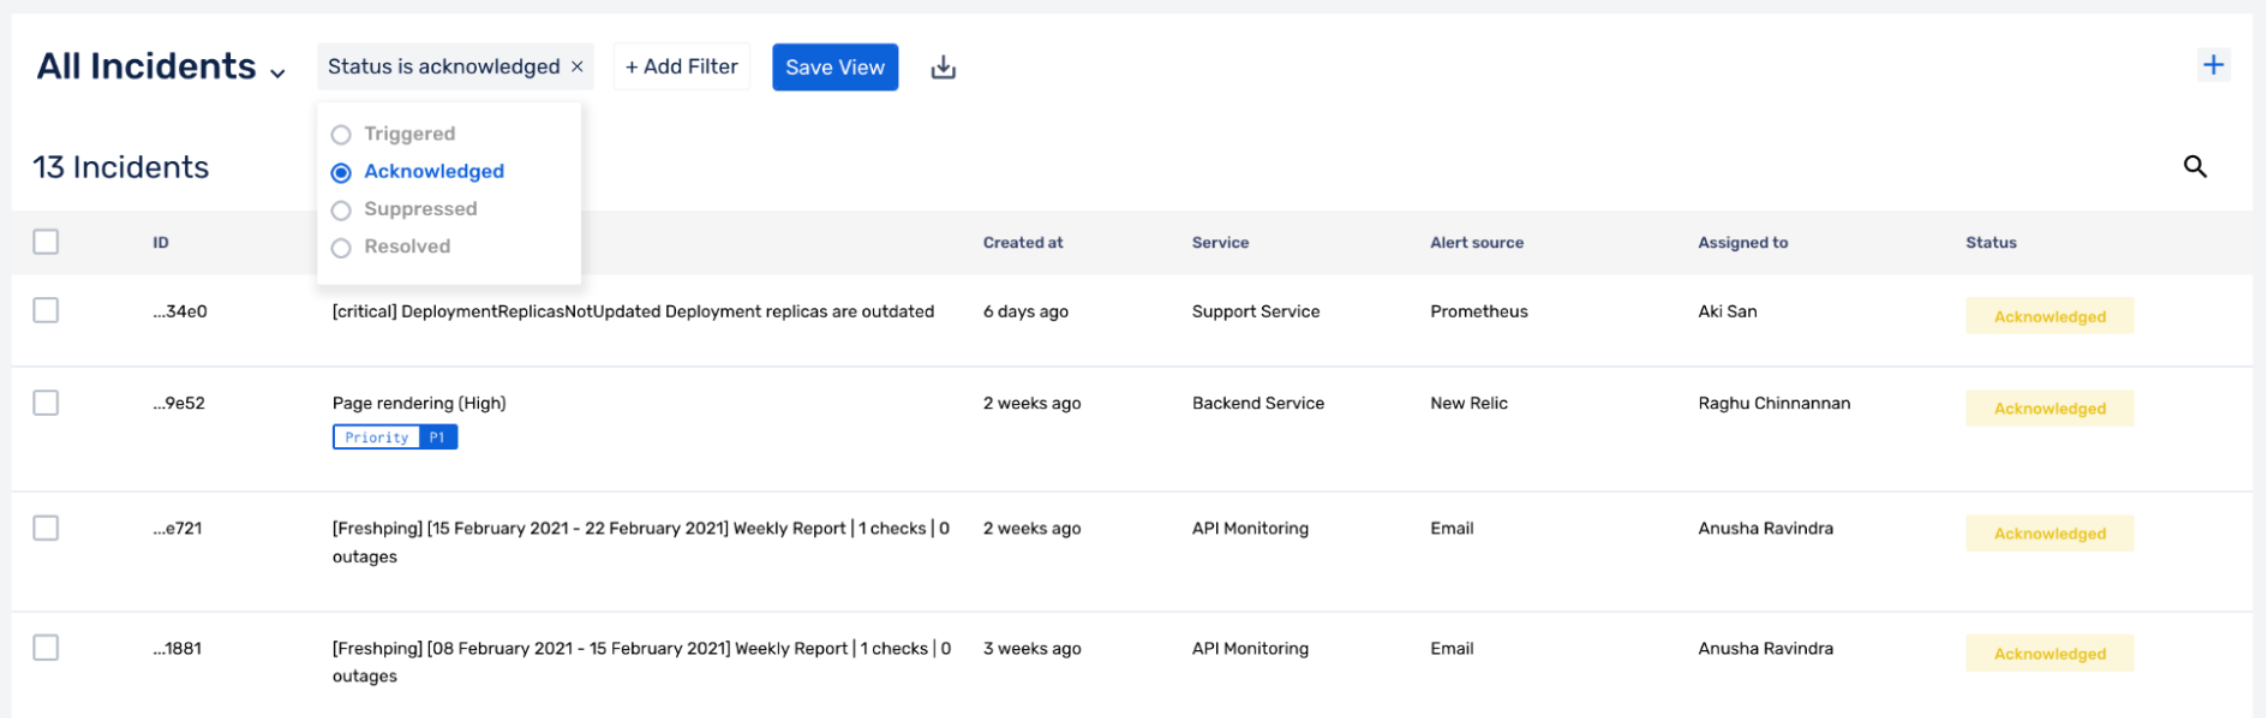 All Incidents
Status is acknowledged ×
+ Add Filter
Save View
Triggered
Acknowledged
Suppressed
Resolved
13 Incidents
ID Created at Service Alert source Assigned to Status
...34e0 [critical] DeploymentReplicasNotUpdated Deployment replicas are outdated 6 days ago Support Service Prometheus Aki San Acknowledged
...9e52 Page rendering (High) 2 weeks ago Backend Service New Relic Raghu Chinnannan Acknowledged
Priority P1
...e721 [Freshping] [15 February 2021 - 22 February 2021] Weekly Report | 1 checks | 0 2 weeks ago API Monitoring Email Anusha Ravindra Acknowledged
outages
...1881 [Freshping] [08 February 2021 - 15 February 2021] Weekly Report | 1 checks | 0 3 weeks ago API Monitoring Email Anusha Ravindra Acknowledged
outages